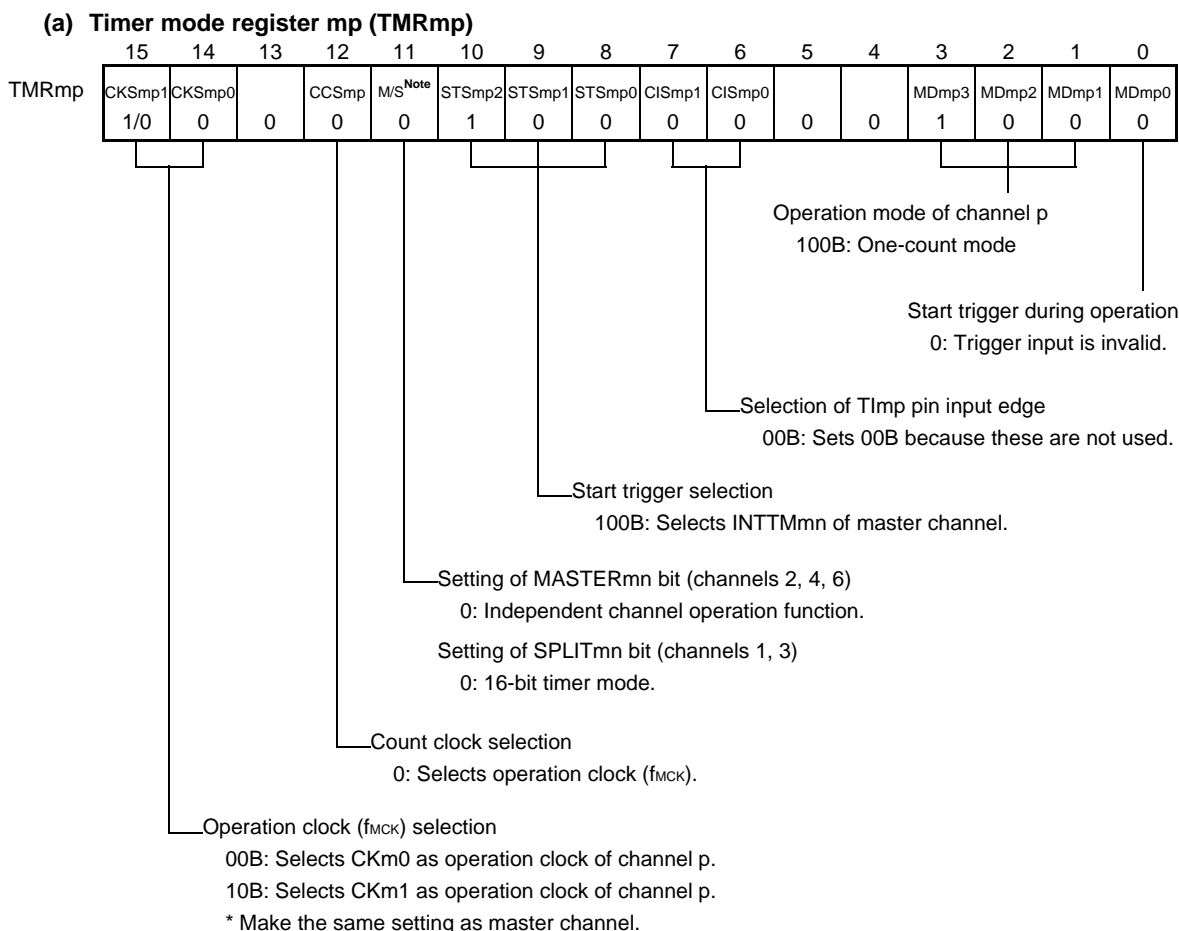 (a) Timer mode register mp (TMRmp)
15 14 13 12 11 10 9 8 7 6 5 4 3 2 1 0
TMRmp CKSmp1 CKSmp0 CCSmp M/S Note STSmp2 STSmp1 STSmp0 CISmp1 CISmp0 MDmp3 MDmp2 MDmp1 MDmp0
1/0 0 0 0 0 1 0 0 0 0 0 0 1 0 0 0
Operation mode of channel p
100B: One-count mode
Start trigger during operation
0: Trigger input is invalid.
Selection of TImp pin input edge
00B: Sets 00B because these are not used.
Start trigger selection
100B: Selects INTTMmn of master channel.
Setting of MASTERmn bit (channels 2, 4, 6)
0: Independent channel operation function.
Setting of SPLITmn bit (channels 1, 3)
0: 16-bit timer mode.
Count clock selection
0: Selects operation clock (fMCK).
Operation clock (fMCK) selection
00B: Selects CKm0 as operation clock of channel p.
10B: Selects CKm1 as operation clock of channel p.
* Make the same setting as master channel.